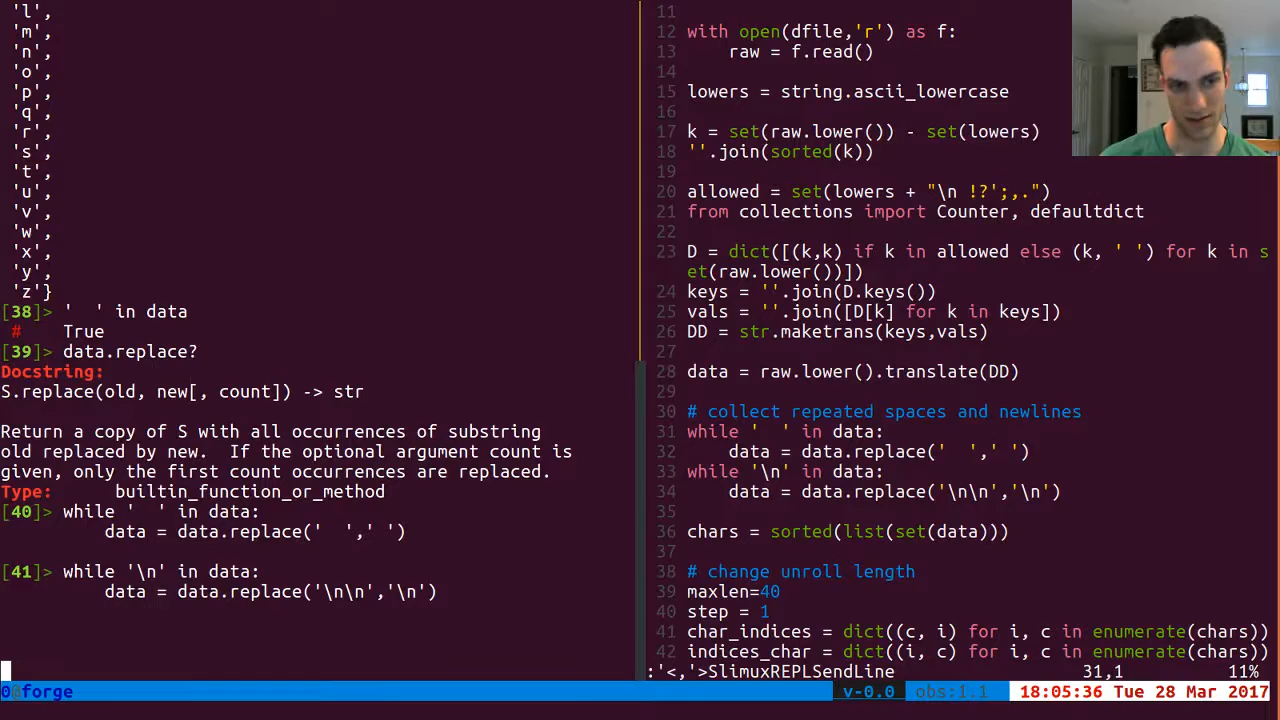 'l',
'm',
'n',
'o',
'p',
'q',
'r',
's',
't',
'u',
'v',
'w',
'x',
'y',
'z'}
[38]> '  ' in data
#    True
[39]> data.replace?
Docstring:
S.replace(old, new[, count]) -> str
Return a copy of S with all occurrences of substring
old replaced by new.  If the optional argument count is
given, only the first count occurrences are replaced.
Type:      builtin_function_or_method
[40]> while '  ' in data:
    data = data.replace('  ',' ')
[41]> while '\n' in data:
    data = data.replace('\n\n','\n')
11
12 with open(dfile,'r') as f:
13     raw = f.read()
14
15 lowers = string.ascii_lowercase
16
17 k = set(raw.lower()) - set(lowers)
18 ''.join(sorted(k))
19
20 allowed = set(lowers + "\n !?';,.")
21 from collections import Counter, defaultdict
22
23 D = dict([(k,k) if k in allowed else (k, ' ') for k in s
et(raw.lower())])
24 keys = ''.join(D.keys())
25 vals = ''.join([D[k] for k in keys])
26 DD = str.maketrans(keys,vals)
27
28 data = raw.lower().translate(DD)
29
30 # collect repeated spaces and newlines
31 while '  ' in data:
32     data = data.replace('  ',' ')
33 while '\n' in data:
34     data = data.replace('\n\n','\n')
35
36 chars = sorted(list(set(data)))
37
38 # change unroll length
39 maxlen=40
40 step = 1
41 char_indices = dict((c, i) for i, c in enumerate(chars))
42 indices_char = dict((i, c) for i, c in enumerate(chars))
:'<,'>SlimuxREPLSendLine 31,1 11%
0@forge v-0.0 obs:1.1 18:05:36 Tue 28 Mar 2017